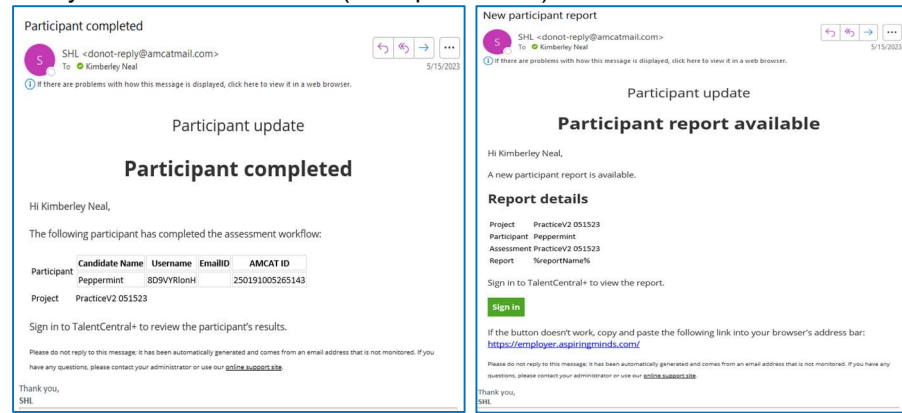 Participant completed
S
SHL <donot-reply@amcatmail.com>
To Kimberley Neal
5/15/2023
If there are problems with how this message is displayed, click here to view it in a web browser.
Participant update
Participant completed
Hi Kimberley Neal,
The following participant has completed the assessment workflow:
Candidate Name Username EmailID AMCAT ID
Participant
Peppermint 8D9VYRlonH 250191005265143
Project PracticeV2 051523
Sign in to TalentCentral+ to review the participant's results.
Please do not reply to this message; it has been automatically generated and comes from an email address that is not monitored. If you
have any questions, please contact your administrator or use our online support site.
Thank you,
SHL
New participant report
S
SHL <donot-reply@amcatmail.com>
To Kimberley Neal
5/15/2023
If there are problems with how this message is displayed, click here to view it in a web browser.
Participant update
Participant report available
Hi Kimberley Neal,
A new participant report is available.
Report details
Project PracticeV2 051523
Participant Peppermint
Assessment PracticeV2 051523
Report %reportName%
Sign in to TalentCentral+ to view the report.
Sign in
If the button doesn't work, copy and paste the following link into your browser's address bar:
https://employer.aspiringminds.com/
Please do not reply to this message; it has been automatically generated and comes from an email address that is not monitored. If you have any
questions, please contact your administrator or use our online support site.
Thank you,
SHL